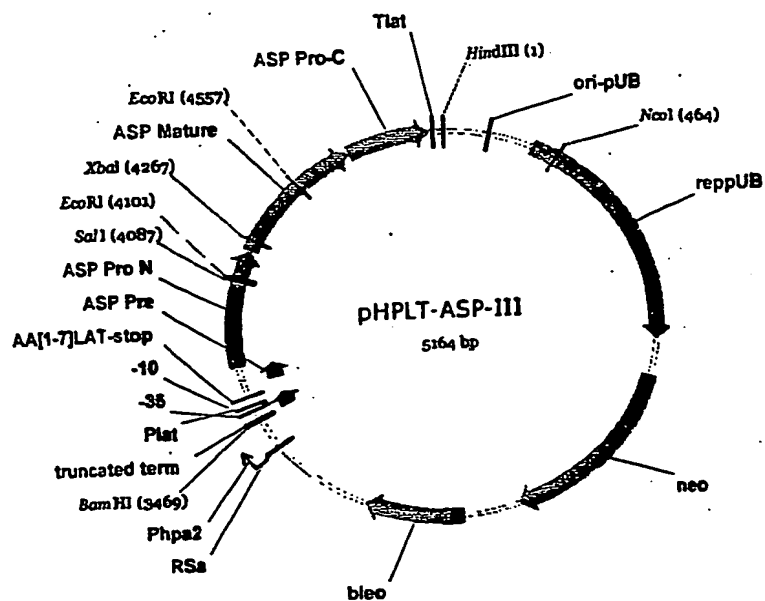 Tlat
HindIII (1)
ASP Pro-C
ori-pUB
EcoRI (4557)
NcoI (464)
ASP Mature
XbaI (4267)
reppUB
EcoRI (4101)
SalI (4087)
ASP Pro N
pHPLT-ASP-III
ASP Pre
5164 bp
AA[1-7]LAT-stop
-10
-35
Plat
truncated term
neo
BamHI (3469)
Phpa2
RSa
bleo